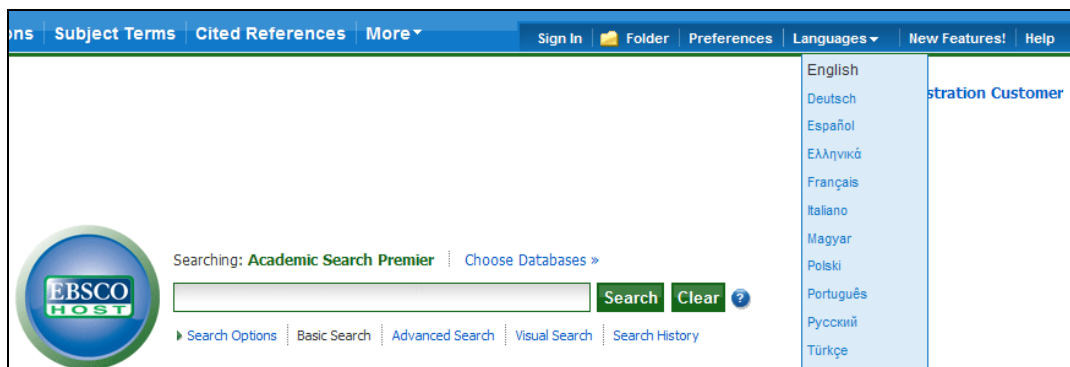 ons Subject Terms Cited References More
Sign In Folder Preferences Languages New Features! Help
English
stration Customer
Deutsch
Español
Ελληνικά
Français
Italiano
Magyar
Polski
Português
Русский
Türkçe
Searching: Academic Search Premier Choose Databases »
EBSCO
HOST
Search Clear ?
Search Options Basic Search Advanced Search Visual Search Search History